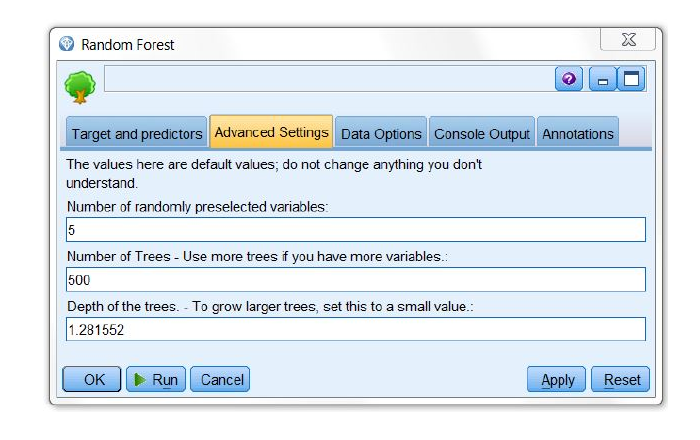 Random Forest
Target and predictors Advanced Settings Data Options Console Output Annotations
The values here are default values; do not change anything you don't
understand.
Number of randomly preselected variables:
5
Number of Trees - Use more trees if you have more variables.:
500
Depth of the trees. - To grow larger trees, set this to a small value.:
1.281552
OK Run Cancel Apply Reset